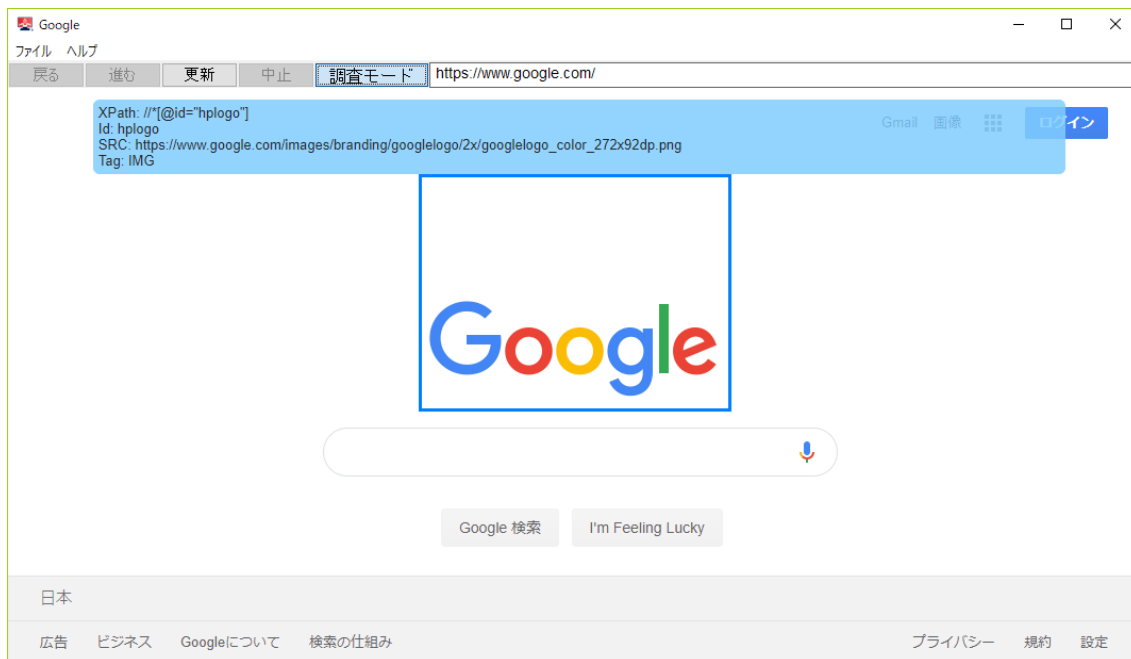 Google
ファイル ヘルプ
戻る 進む 更新 中止 調査モード https://www.google.com/
XPath: //*[@id="hplogo"]
Id: hplogo
SRC: https://www.google.com/images/branding/googlelogo/2x/googlelogo_color_272x92dp.png
Tag: IMG
Gmail 画像 ログイン
Google
Google 検索 I'm Feeling Lucky
日本
広告 ビジネス Googleについて 検索の仕組み プライバシー 規約 設定